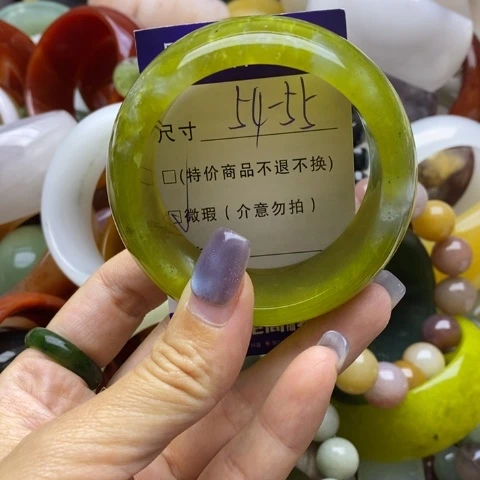 尺寸 54-55
□(特价商品不退不换)
☑微瑕(介意勿拍)